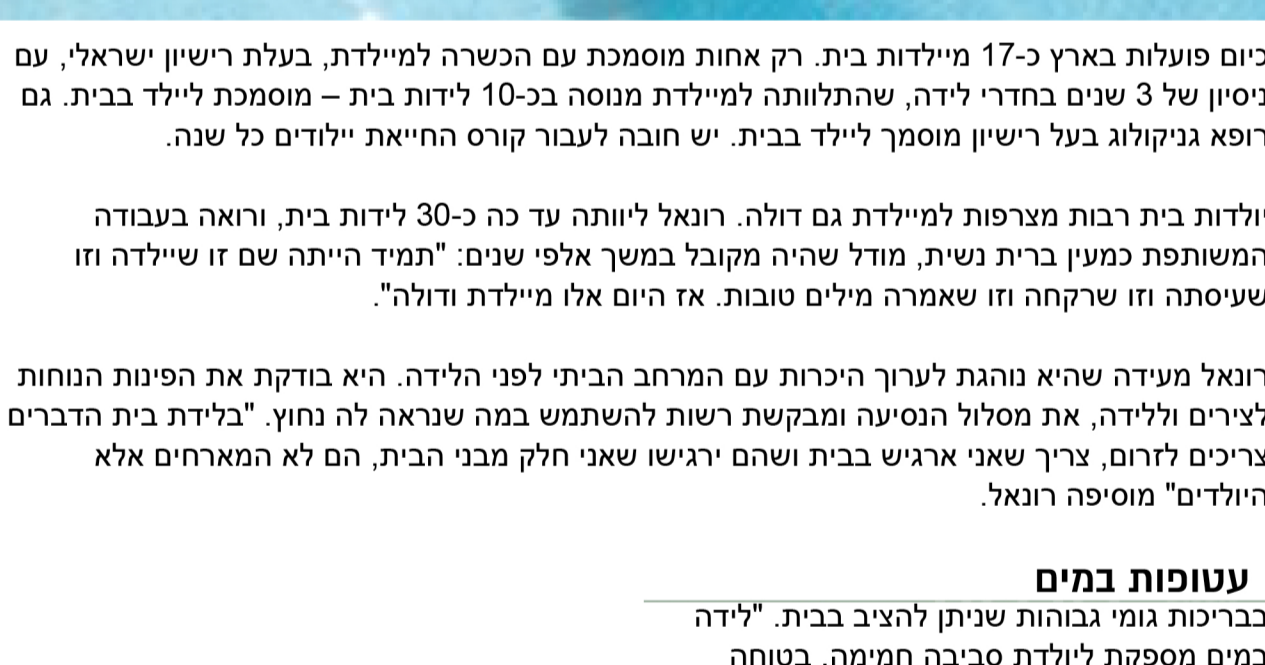 כיום פועלות בארץ כ-17 מיילדות בית. רק אחות מוסמכת עם הכשרה למיילדת, בעלת רישיון ישראלי, עם
ניסיון של 3 שנים בחדרי לידה, שהתלוותה למיילדת מנוסה בכ-10 לידות בית – מוסמכת ליילד בבית. גם
רופא גניקולוג בעל רישיון מוסמך ליילד בבית. יש חובה לעבור קורס החייאת יילודים כל שנה.
יולדות בית רבות מצרפות למיילדת גם דולה. רונאל ליוותה עד כה כ-30 לידות בית, ורואה בעבודה
המשותפת כמעין ברית נשית, מודל שהיה מקובל במשך אלפי שנים: "תמיד הייתה שם זו שיילדה וזו
שעיסתה וזו שרקחה וזו שאמרה מילים טובות. אז היום אלו מיילדת ודולה".
רונאל מעידה שהיא נוהגת לערוך היכרות עם המרחב הביתי לפני הלידה. היא בודקת את הפינות הנוחות
לצירים וללידה, את מסלול הנסיעה ומבקשת רשות להשתמש במה שנראה לה נחוץ. "בלידת בית הדברים
צריכים לזרום, צריך שאני ארגיש בבית ושהם ירגישו שאני חלק מבני הבית, הם לא המארחים אלא
היולדים" מוסיפה רונאל.
עטופות במים
בבריכות גומי גבוהות שניתן להציב בבית. "לידה
במים מספקת ליולדת סביבה חמימה, בטוחה